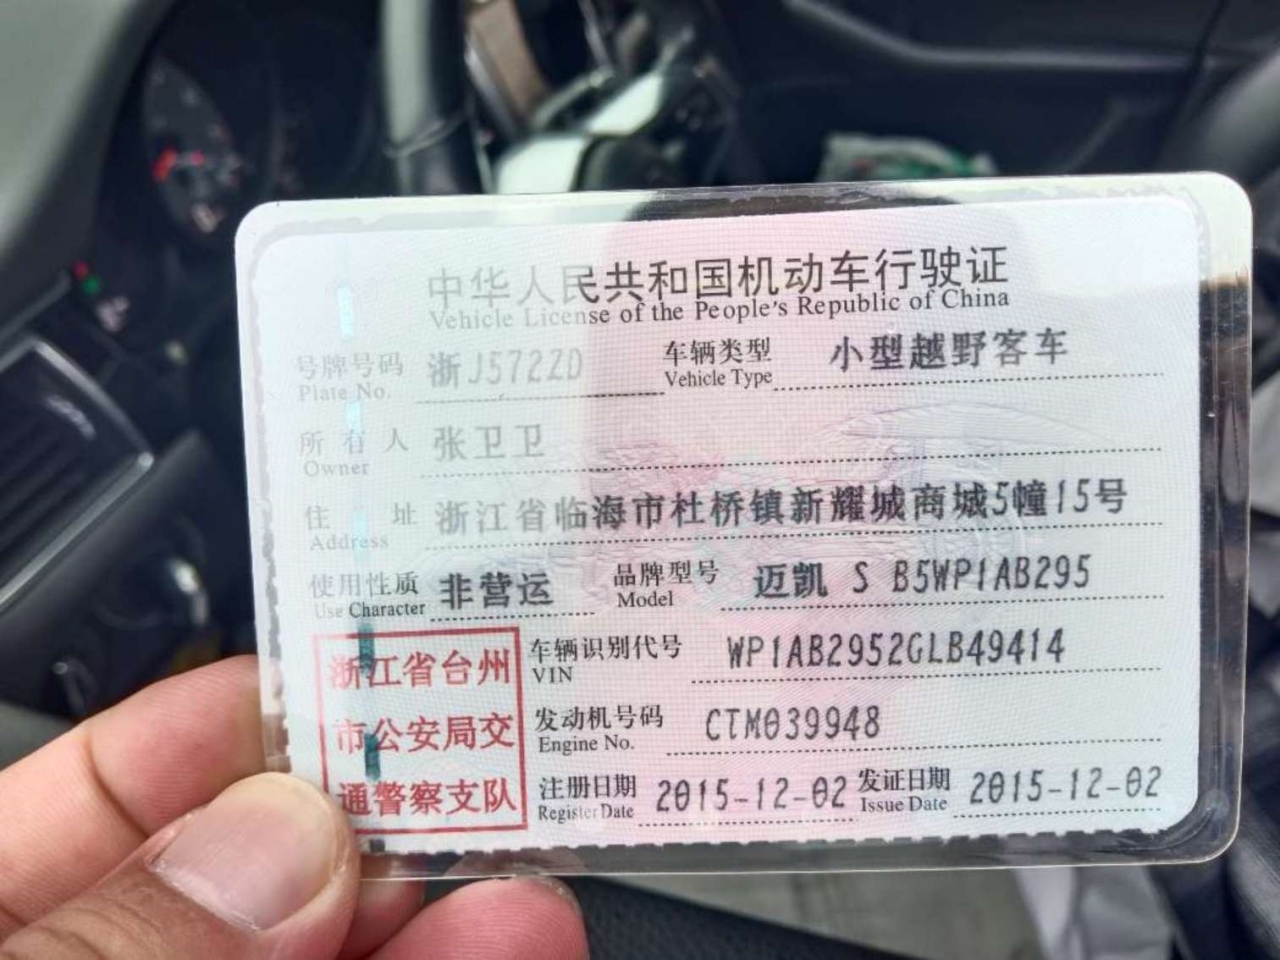 中华人民共和国机动车行驶证
Vehicle License of the People's Republic of China
号牌号码 浙J572ZD 车辆类型 小型越野客车
Plate No. Vehicle Type
所有人 张卫卫
Owner
住址 浙江省临海市杜桥镇新耀城商城5幢15号
Address
使用性质 非营运 品牌型号 迈凯 S B5WP1AB295
Use Character Model
车辆识别代号 WP1AB2952GLB49414
VIN
发动机号码 CTM039948
Engine No.
注册日期 2015-12-02 发证日期 2015-12-02
Register Date Issue Date
浙江省台州
市公安局交
通警察支队